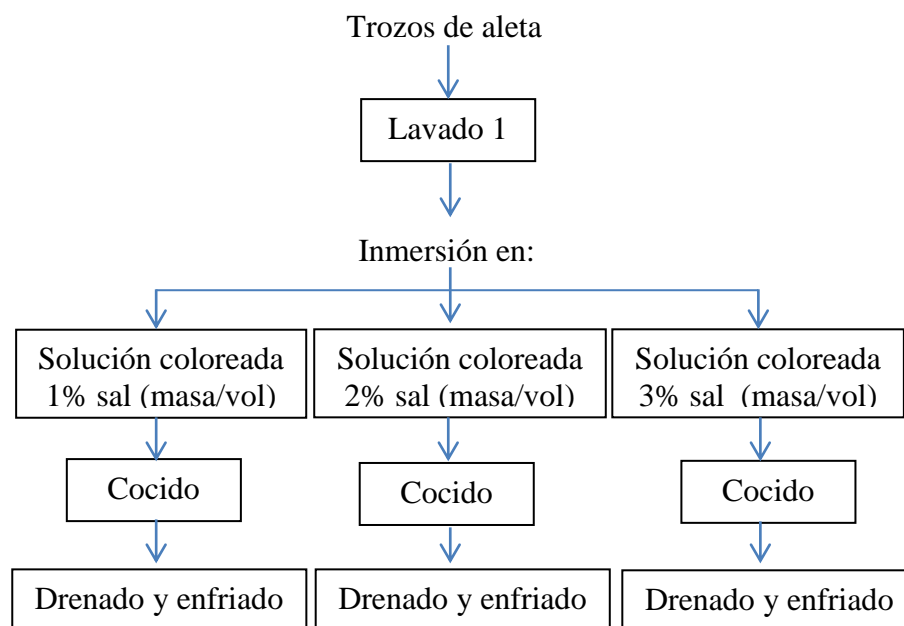 Trozos de aleta
Lavado 1
Inmersión en:
Solución coloreada
1% sal (masa/vol)
Solución coloreada
2% sal (masa/vol)
Solución coloreada
3% sal (masa/vol)
Cocido
Cocido
Cocido
Drenado y enfriado
Drenado y enfriado
Drenado y enfriado